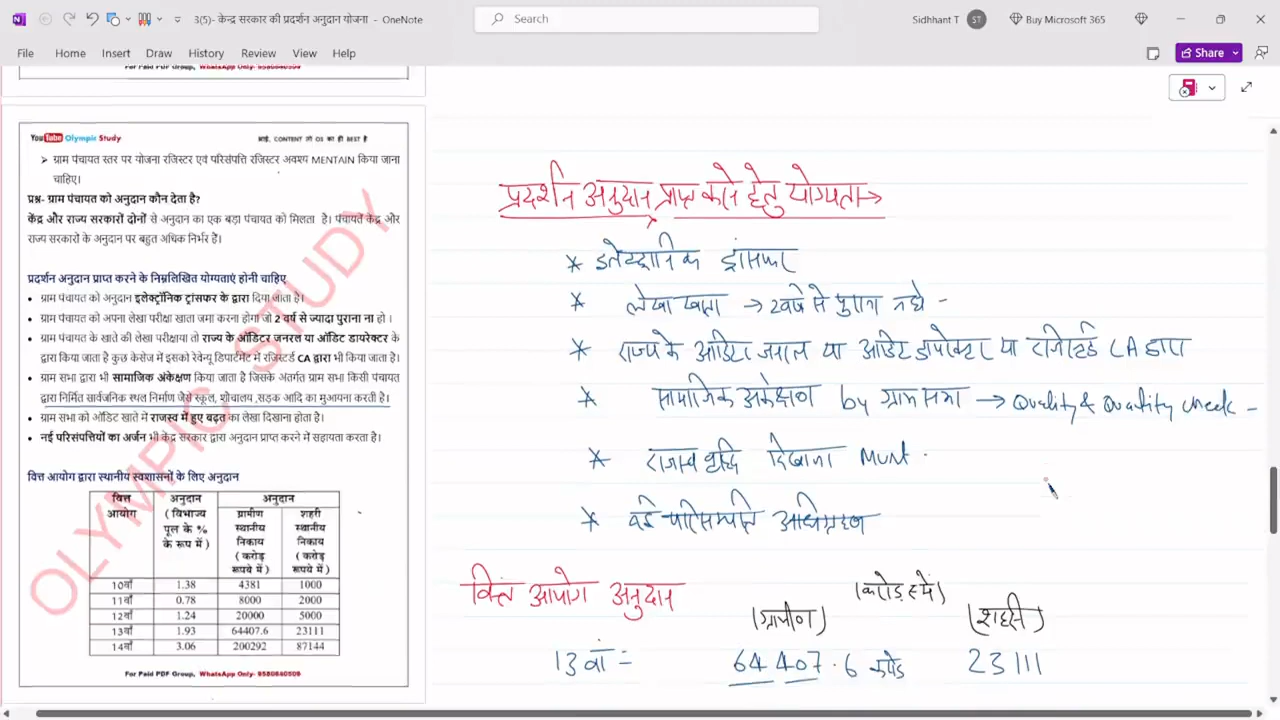 3(5)- केन्द्र सरकार की प्रदर्शन अनुदान योजना - OneNote
Search
Sidhhant T ST Buy Microsoft 365
File Home Insert Draw History Review View Help
Share
For Paid PDF Group, WhatsApp Only- 9580640509
YouTube Olympic Study
भाई, CONTENT तो OS का ही BEST है
➢ ग्राम पंचायत स्तर पर योजना रजिस्टर एवं परिसंपत्ति रजिस्टर अवश्य MENTAIN किया जाना
चाहिए।
प्रश्न- ग्राम पंचायत को अनुदान कौन देता है?
केंद्र और राज्य सरकारों दोनों से अनुदान का एक बड़ा पंचायत को मिलता है। पंचायतें केंद्र और
राज्य सरकारों के अनुदान पर बहुत अधिक निर्भर हैं।
प्रदर्शन अनुदान प्राप्त करने के निम्नलिखित योग्यताएं होनी चाहिए
• ग्राम पंचायत को अनुदान इलेक्ट्रॉनिक ट्रांसफर के द्वारा दिया जाता है।
• ग्राम पंचायत को अपना लेखा परीक्षा खाता जमा करना होगा जो 2 वर्ष से ज्यादा पुराना ना हो ।
• ग्राम पंचायत के खाते की लेखा परीक्षाया तो राज्य के ऑडिटर जनरल या ऑडिट डायरेक्टर के
द्वारा किया जाता है कुछ केसेज में इसको रेवेन्यू डिपार्टमेंट में रजिस्टर्ड CA द्वारा भी किया जाता है।
• ग्राम सभा द्वारा भी सामाजिक अंकेक्षण किया जाता है जिसके अंतर्गत ग्राम सभा किसी पंचायत
द्वारा निर्मित सार्वजनिक स्थल निर्माण जैसे स्कूल, शौचालय ,सड़क आदि का मुआयना करती है।
• ग्राम सभा को ऑडिट खाते में राजस्व में हुए बढ़त का लेखा दिखाना होता है।
• नई परिसंपत्तियों का अर्जन भी केंद्र सरकार द्वारा अनुदान प्राप्त करने में सहायता करता है।
वित्त आयोग द्वारा स्थानीय स्वशासनों के लिए अनुदान
वित्त आयोग अनुदान (विभाज्य पूल के % के रूप में) अनुदान
ग्रामीण स्थानीय निकाय (करोड़ रूपये में) शहरी स्थानीय निकाय (करोड़ रूपये में)
10वाँ 1.38 4381 1000
11वाँ 0.78 8000 2000
12वाँ 1.24 20000 5000
13वाँ 1.93 64407.6 23111
14वाँ 3.06 200292 87144
For Paid PDF Group, WhatsApp Only- 9580640509
OLYMPIC STUDY
प्रदर्शन अनुदान प्राप्त करने हेतु योग्यता→
* इलेक्ट्रानिक ट्रांसफर
* लेखा खाता → 2 वर्ष से पुराना न हो -
* राज्य के ऑडिटर जनरल या ऑडिट डायरेक्टर या रजिस्टर्ड CA द्वारा
* सामाजिक अंकेक्षण by ग्राम सभा → Quality & Quantity check -
* राजस्व वृद्धि दिखाना Must.
* नई परिसम्पत्ति अधिग्रहण
वित्त आयोग अनुदान (करोड़ रू में)
(ग्रामीण) (शहरी)
13 वां = 64407.6 करोड़ 23111